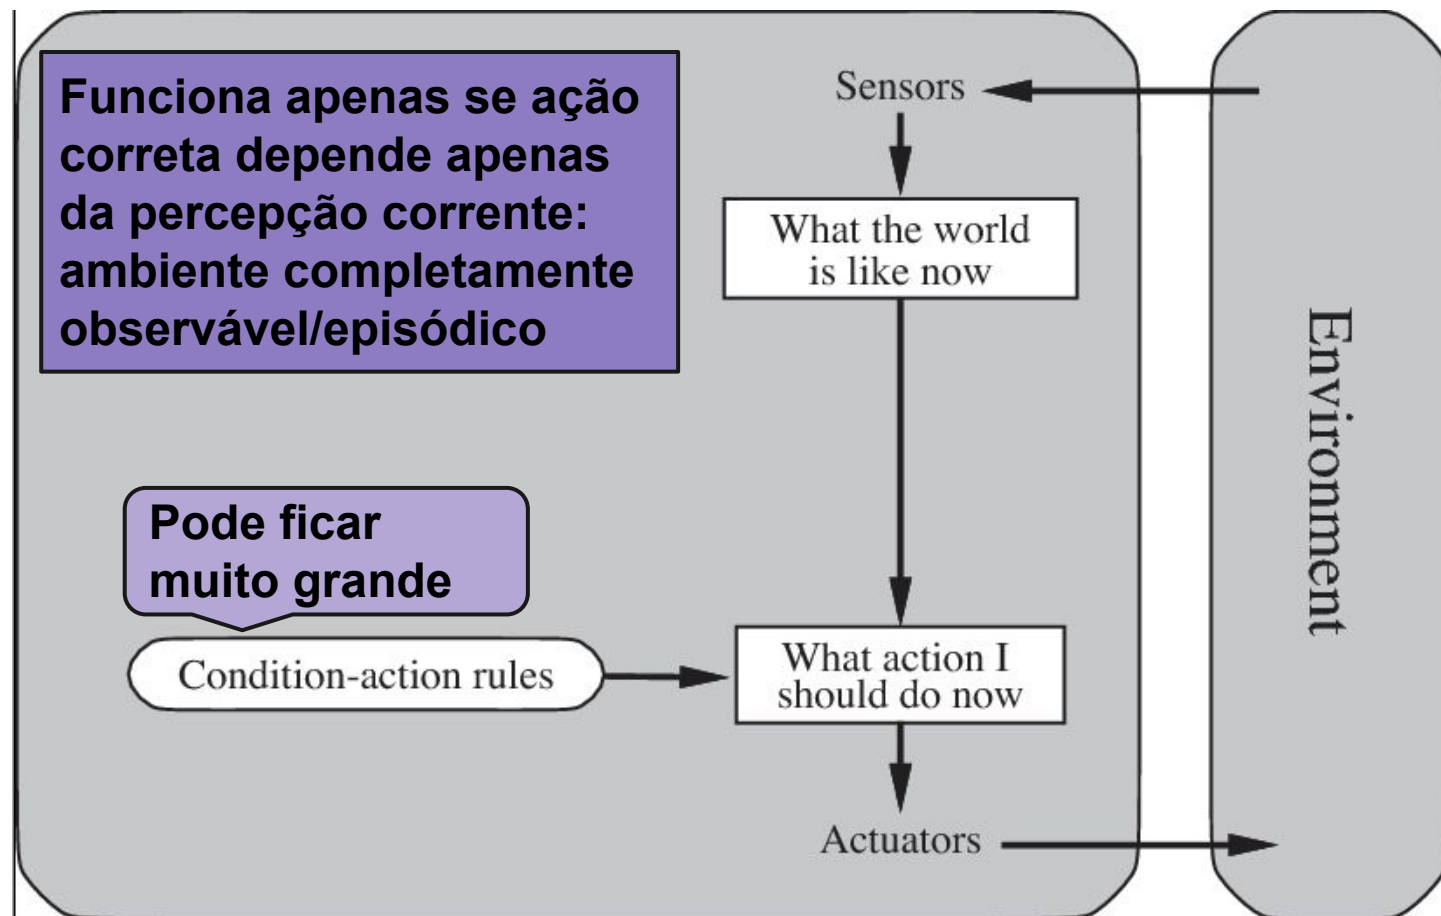 Funciona apenas se ação
correta depende apenas
da percepção corrente:
ambiente completamente
observável/episódico
Sensors
What the world
is like now
Environment
Pode ficar
muito grande
Condition-action rules
What action I
should do now
Actuators